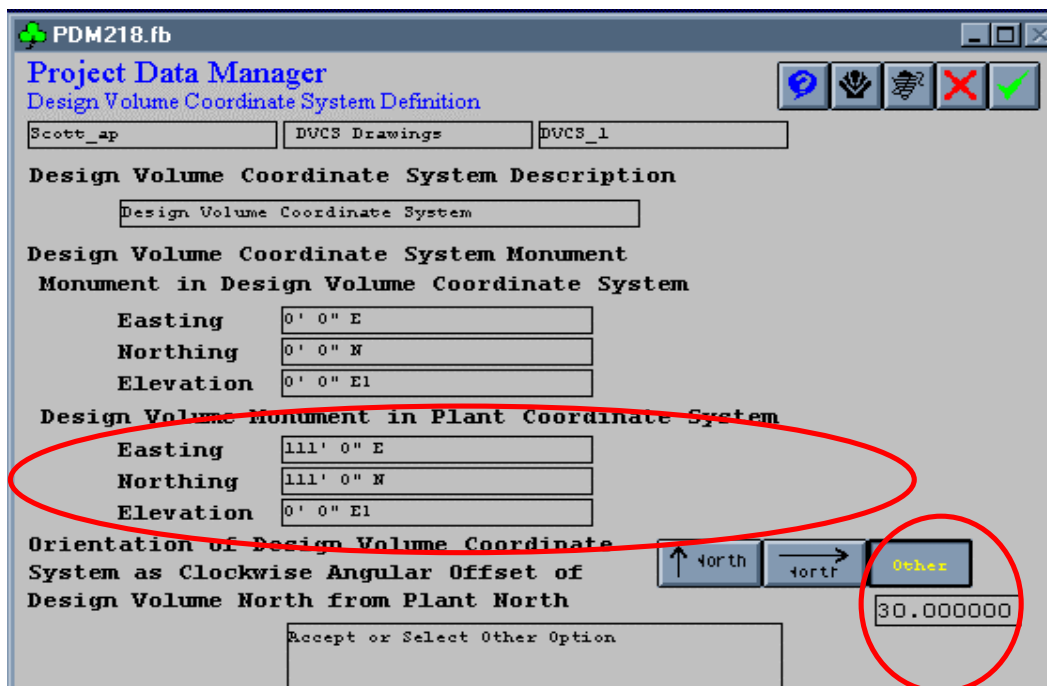 PDM218.fb
Project Data Manager
Design Volume Coordinate System Definition
Scott_ap DVCS Drawings DVCS_1
Design Volume Coordinate System Description
Design Volume Coordinate System
Design Volume Coordinate System Monument
Monument in Design Volume Coordinate System
Easting 0' 0" E
Northing 0' 0" N
Elevation 0' 0" El
Design Volume Monument in Plant Coordinate System
Easting 111' 0" E
Northing 111' 0" N
Elevation 0' 0" El
Orientation of Design Volume Coordinate
System as Clockwise Angular Offset of
Design Volume North from Plant North
North Other
30.000000
Accept or Select Other Option